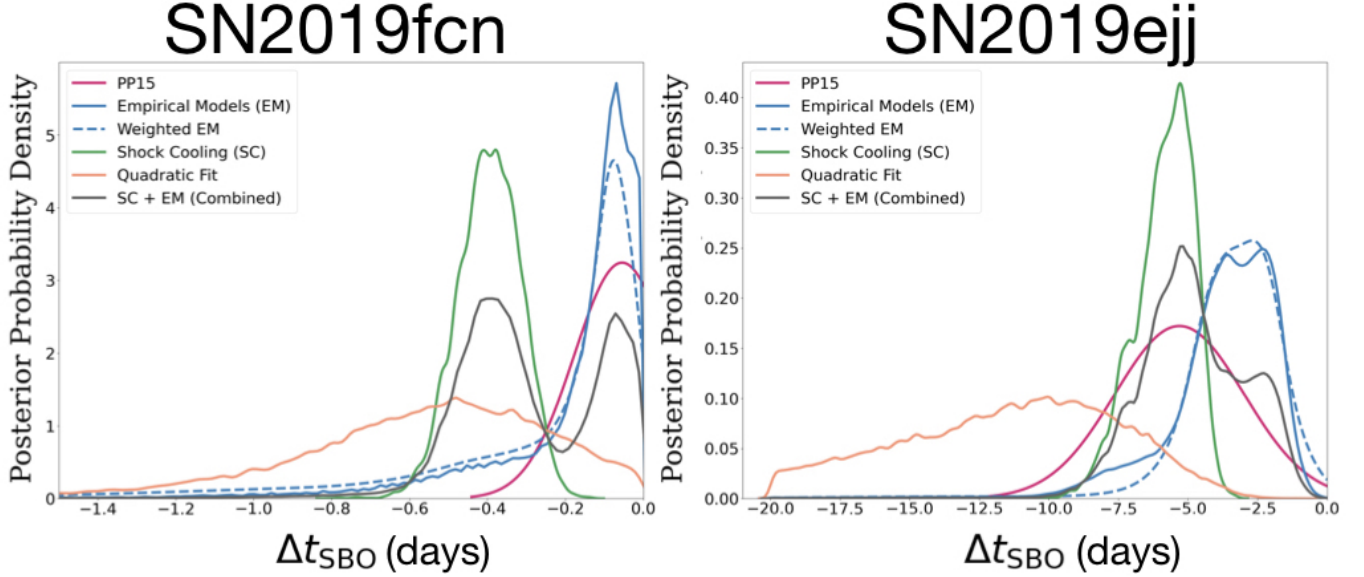 SN2019fcn
Posterior Probability Density
5
4
3
2
1
0
PP15
Empirical Models (EM)
Weighted EM
Shock Cooling (SC)
Quadratic Fit
SC + EM (Combined)
−1.4 −1.2 −1.0 −0.8 −0.6 −0.4 −0.2 0.0
Δt_SBO (days)
SN2019ejj
Posterior Probability Density
0.40
0.35
0.30
0.25
0.20
0.15
0.10
0.05
0.00
PP15
Empirical Models (EM)
Weighted EM
Shock Cooling (SC)
Quadratic Fit
SC + EM (Combined)
−20.0 −17.5 −15.0 −12.5 −10.0 −7.5 −5.0 −2.5 0.0
Δt_SBO (days)